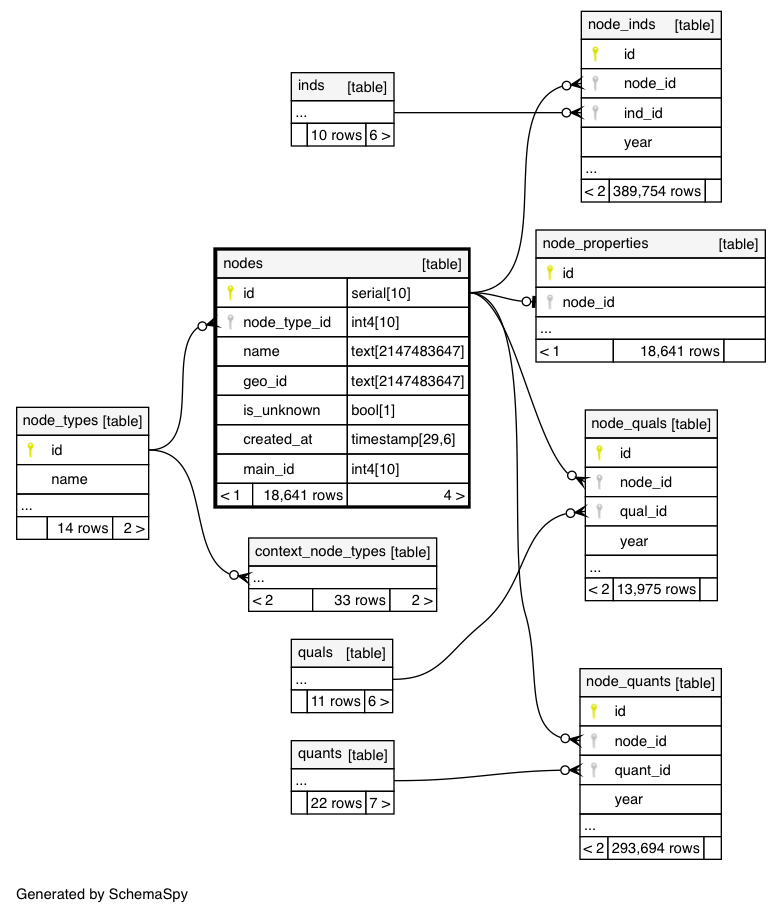 node_inds [table]
id
node_id
ind_id
year
...
< 2 389,754 rows
inds [table]
...
10 rows 6 >
node_properties [table]
id
node_id
...
< 1 18,641 rows
nodes [table]
id serial[10]
node_type_id int4[10]
name text[2147483647]
geo_id text[2147483647]
is_unknown bool[1]
created_at timestamp[29,6]
main_id int4[10]
< 1 18,641 rows 4 >
node_types [table]
id
name
...
14 rows 2 >
node_quals [table]
id
node_id
qual_id
year
...
< 2 13,975 rows
context_node_types [table]
...
< 2 33 rows 2 >
quals [table]
...
11 rows 6 >
node_quants [table]
id
node_id
quant_id
year
...
< 2 293,694 rows
quants [table]
...
22 rows 7 >
Generated by SchemaSpy